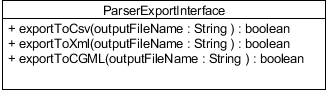 ParserExportInterface
+ exportToCsv(outputFileName : String ) : boolean
+ exportToXml(outputFileName : String ) : boolean
+ exportToCGML(outputFileName : String ) : boolean